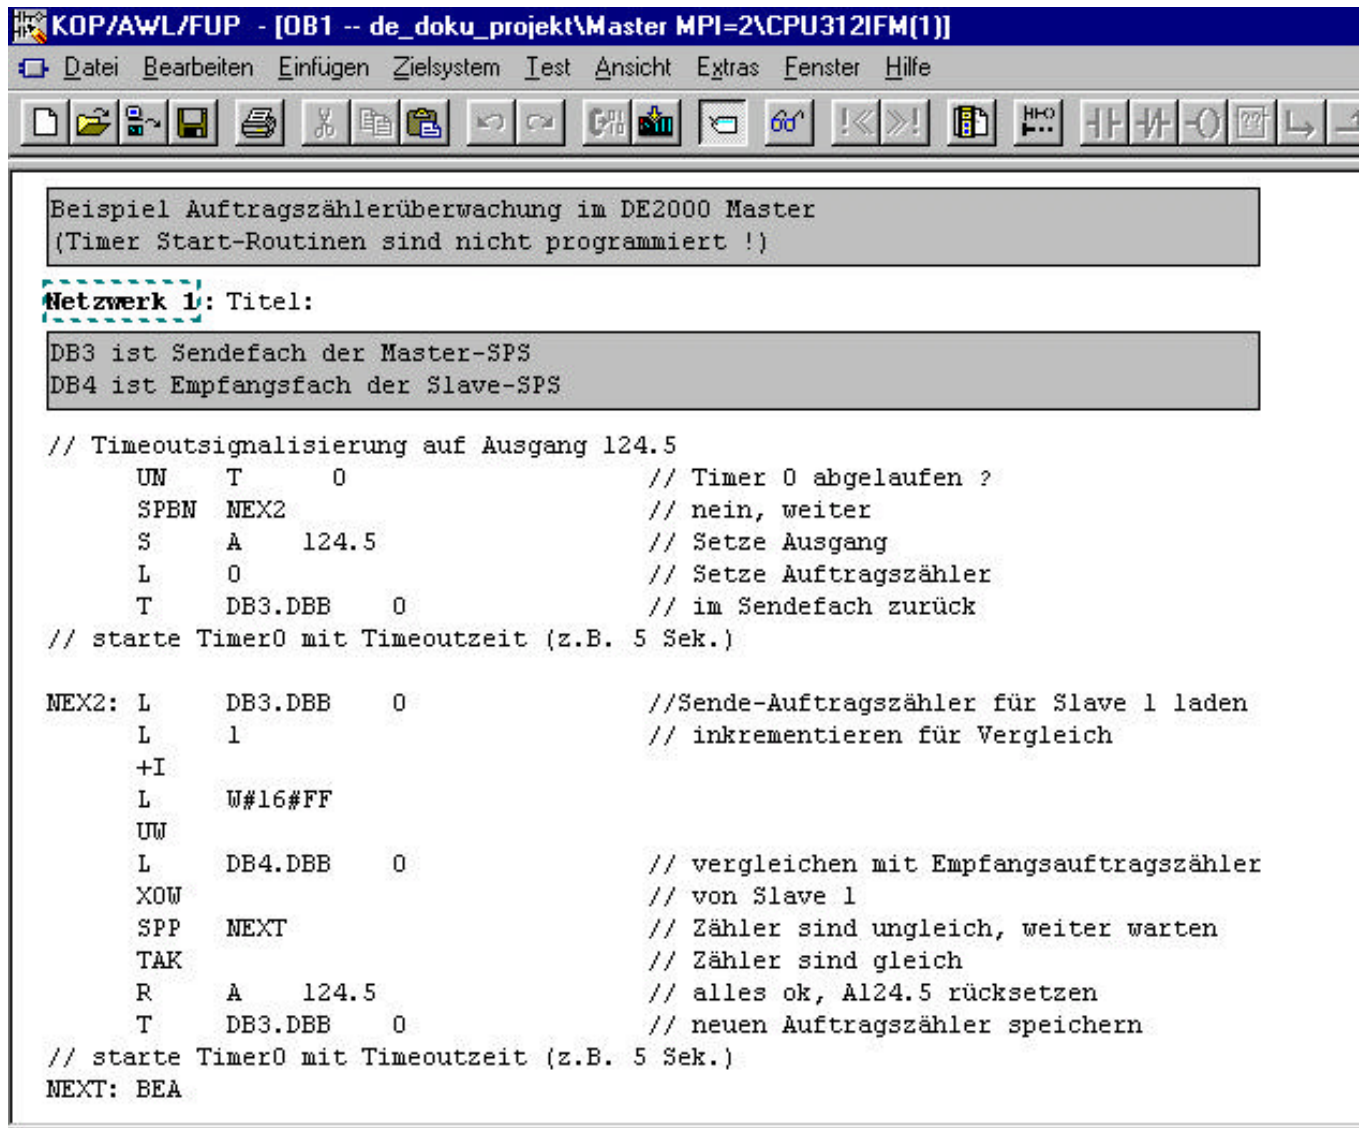 KOP/AWL/FUP - [OB1 -- de_doku_projekt\Master MPI=2\CPU312IFM(1)]
Datei Bearbeiten Einfügen Zielsystem Test Ansicht Extras Fenster Hilfe
Beispiel Auftragszählerüberwachung im DE2000 Master
(Timer Start-Routinen sind nicht programmiert !)
Netzwerk 1: Titel:
DB3 ist Sendefach der Master-SPS
DB4 ist Empfangsfach der Slave-SPS
// Timeoutsignalisierung auf Ausgang 124.5
UN T 0 // Timer 0 abgelaufen ?
SPBN NEX2 // nein, weiter
S A 124.5 // Setze Ausgang
L 0 // Setze Auftragszähler
T DB3.DBB 0 // im Sendefach zurück
// starte Timer0 mit Timeoutzeit (z.B. 5 Sek.)
NEX2: L DB3.DBB 0 //Sende-Auftragszähler für Slave 1 laden
L 1 // inkrementieren für Vergleich
+I
L W#16#FF
UW
L DB4.DBB 0 // vergleichen mit Empfangsauftragszähler
XOW // von Slave 1
SPP NEXT // Zähler sind ungleich, weiter warten
TAK // Zähler sind gleich
R A 124.5 // alles ok, A124.5 rücksetzen
T DB3.DBB 0 // neuen Auftragszähler speichern
// starte Timer0 mit Timeoutzeit (z.B. 5 Sek.)
NEXT: BEA